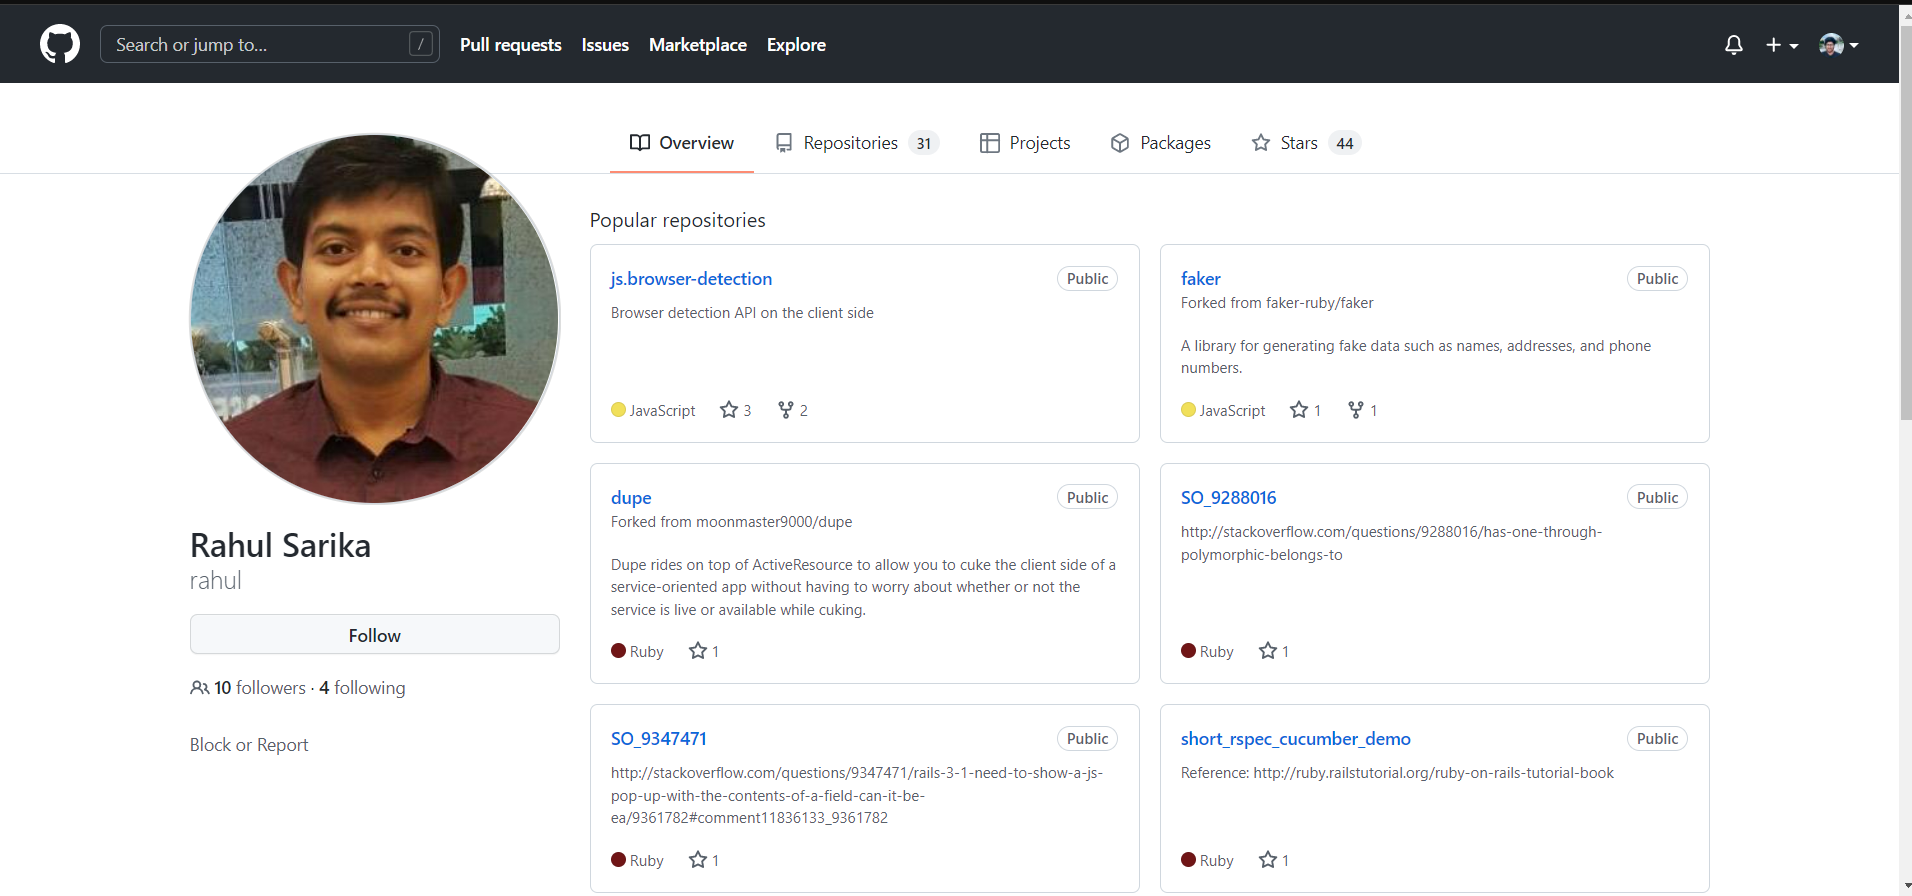 Search or jump to...
/
Pull requests
Issues
Marketplace
Explore
Overview
Repositories 31
Projects
Packages
Stars 44
Rahul Sarika
rahul
Follow
10 followers · 4 following
Block or Report
Popular repositories
js.browser-detection
Public
Browser detection API on the client side
JavaScript 3 2
faker
Public
Forked from faker-ruby/faker
A library for generating fake data such as names, addresses, and phone
numbers.
JavaScript 1 1
dupe
Public
Forked from moonmaster9000/dupe
Dupe rides on top of ActiveResource to allow you to cuke the client side of a
service-oriented app without having to worry about whether or not the
service is live or available while cuking.
Ruby 1
SO_9288016
Public
http://stackoverflow.com/questions/9288016/has-one-through-
polymorphic-belongs-to
Ruby 1
SO_9347471
Public
http://stackoverflow.com/questions/9347471/rails-3-1-need-to-show-a-js-
pop-up-with-the-contents-of-a-field-can-it-be-
ea/9361782#comment11836133_9361782
Ruby 1
short_rspec_cucumber_demo
Public
Reference: http://ruby.railstutorial.org/ruby-on-rails-tutorial-book
Ruby 1